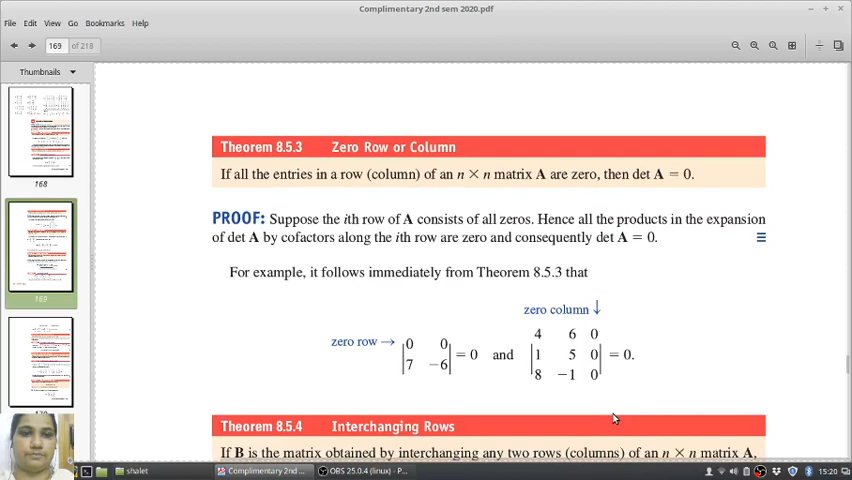 Complimentary 2nd sem 2020.pdf
File Edit View Go Bookmarks Help
169 of 218
Thumbnails
168
169
170
Theorem 8.5.3 Zero Row or Column
If all the entries in a row (column) of an n × n matrix A are zero, then det A = 0.
PROOF: Suppose the ith row of A consists of all zeros. Hence all the products in the expansion
of det A by cofactors along the ith row are zero and consequently det A = 0.
For example, it follows immediately from Theorem 8.5.3 that
zero column ↓
4 6 0
zero row → |0 0| = 0 and |1 5 0| = 0.
|7 −6| 8 −1 0
Theorem 8.5.4 Interchanging Rows
If B is the matrix obtained by interchanging any two rows (columns) of an n × n matrix A,
shalet
Complimentary 2nd ...
OBS 25.0.4 (linux) - P...
15:20